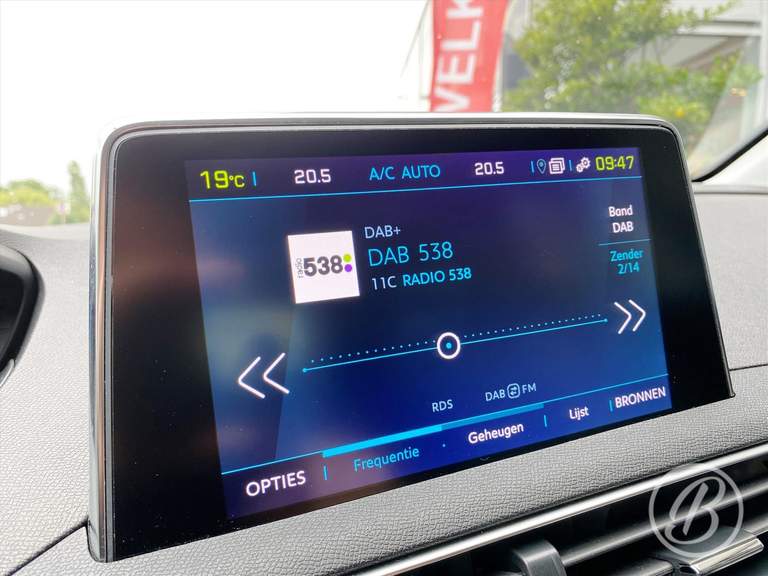 VELK
19°C 20.5 A/C AUTO 20.5 09:47
Band
DAB
Zender
2/14
radio 538
DAB+
DAB 538
11C RADIO 538
RDS DAB FM
OPTIES Frequentie Geheugen Lijst BRONNEN
B